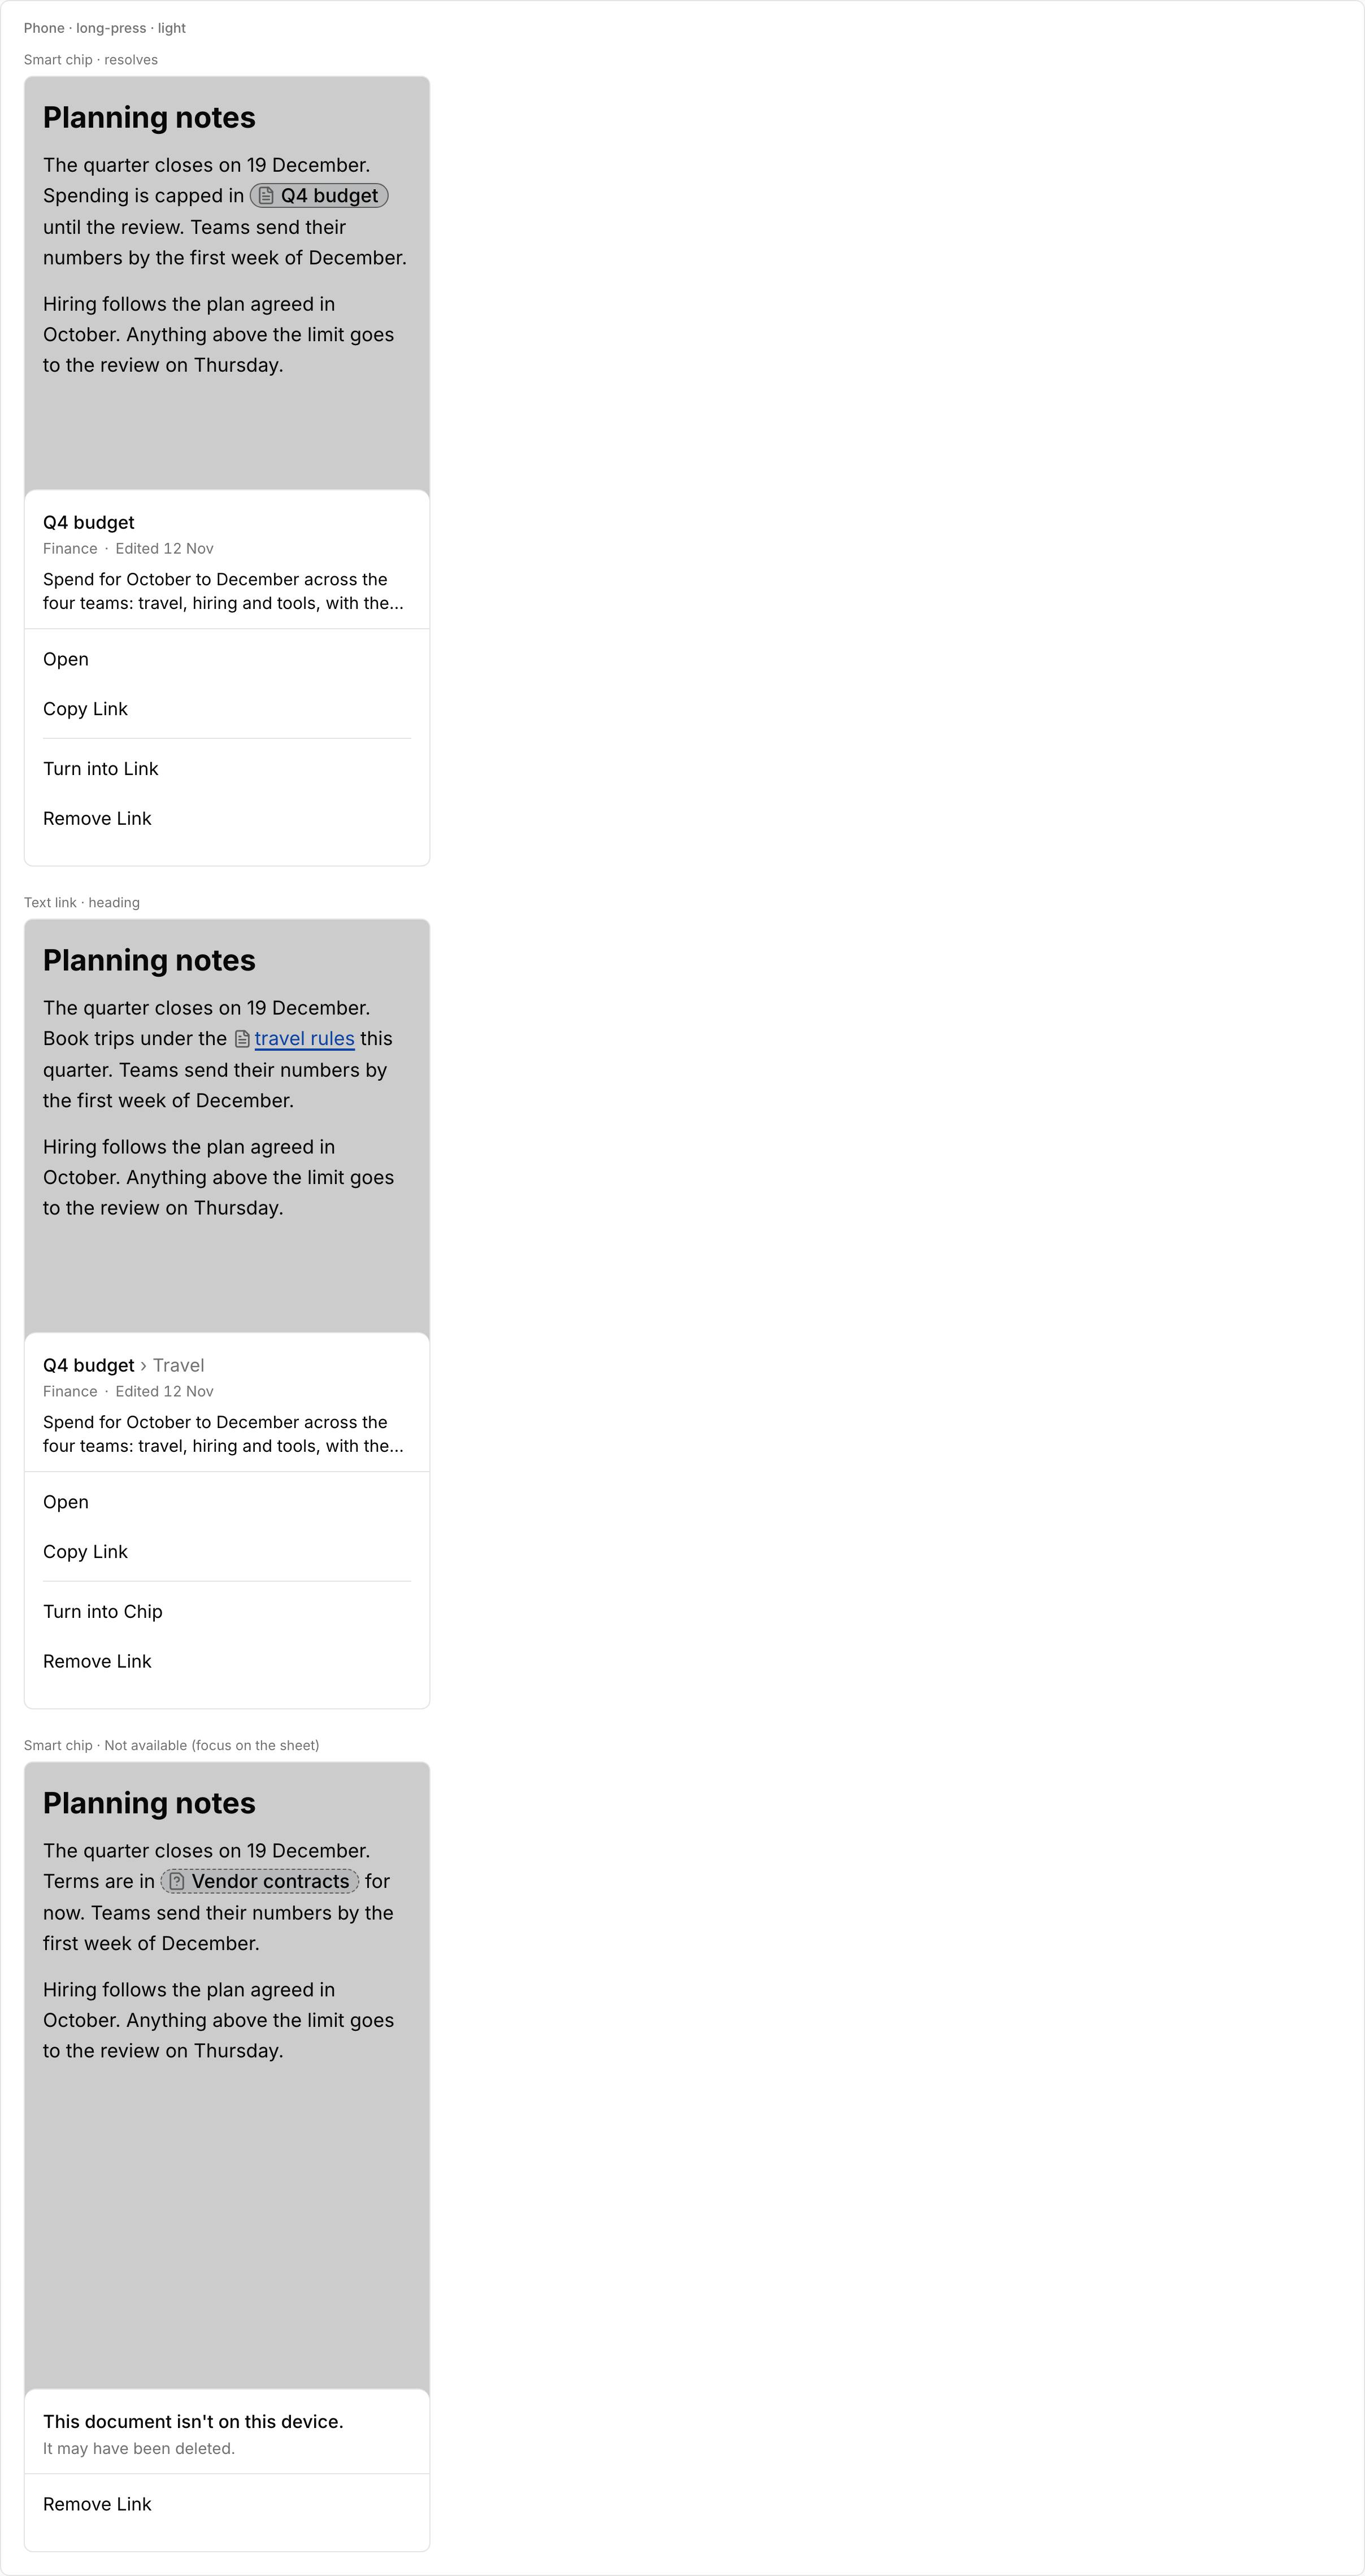 Phone · long-press · light
Smart chip · resolves
Planning notes
The quarter closes on 19 December.
Spending is capped in Q4 budget
until the review. Teams send their
numbers by the first week of December.
Hiring follows the plan agreed in
October. Anything above the limit goes
to the review on Thursday.
Q4 budget
Finance · Edited 12 Nov
Spend for October to December across the
four teams: travel, hiring and tools, with the…
Open
Copy Link
Turn into Link
Remove Link
Text link · heading
Planning notes
The quarter closes on 19 December.
Book trips under the travel rules this
quarter. Teams send their numbers by
the first week of December.
Hiring follows the plan agreed in
October. Anything above the limit goes
to the review on Thursday.
Q4 budget › Travel
Finance · Edited 12 Nov
Spend for October to December across the
four teams: travel, hiring and tools, with the…
Open
Copy Link
Turn into Chip
Remove Link
Smart chip · Not available (focus on the sheet)
Planning notes
The quarter closes on 19 December.
Terms are in Vendor contracts for
now. Teams send their numbers by the
first week of December.
Hiring follows the plan agreed in
October. Anything above the limit goes
to the review on Thursday.
This document isn't on this device.
It may have been deleted.
Remove Link